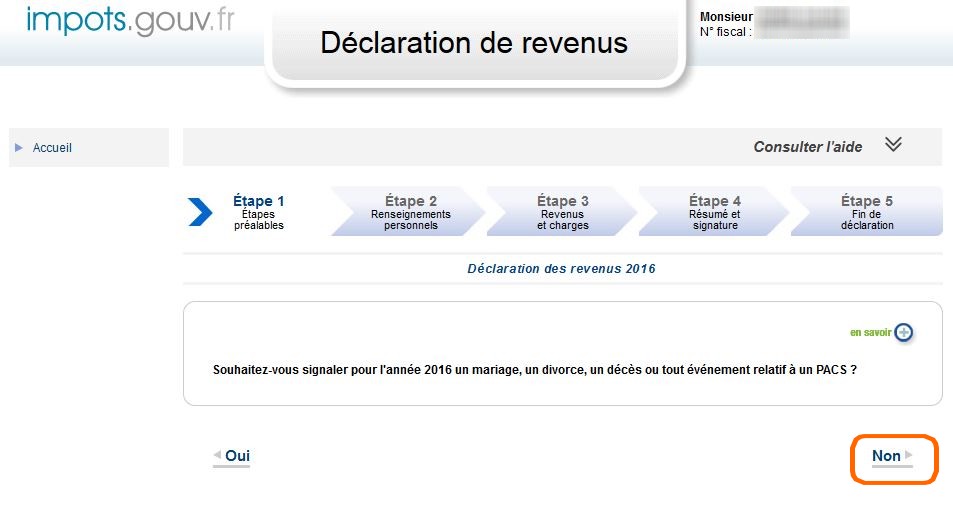 impots.gouv.fr
Déclaration de revenus
Monsieur
N° fiscal :
Accueil
Consulter l'aide
Étape 1
Étapes
préalables
Étape 2
Renseignements
personnels
Étape 3
Revenus
et charges
Étape 4
Résumé et
signature
Étape 5
Fin de
déclaration
Déclaration des revenus 2016
en savoir +
Souhaitez-vous signaler pour l'année 2016 un mariage, un divorce, un décès ou tout événement relatif à un PACS ?
Oui
Non